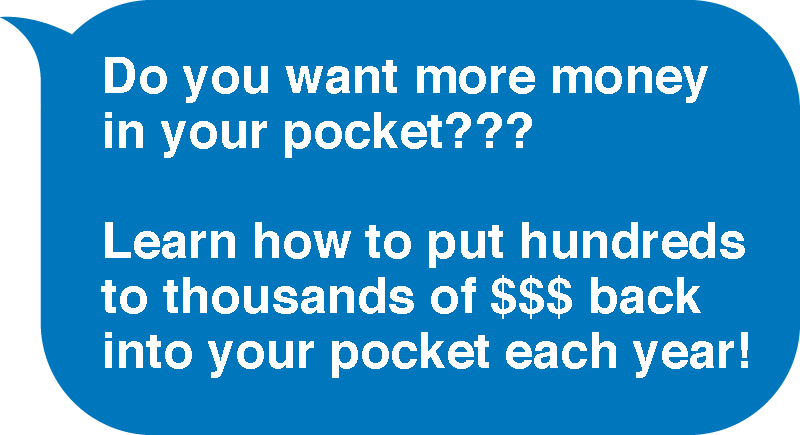 Do you want more money
in your pocket???
Learn how to put hundreds
to thousands of $$$ back
into your pocket each year!